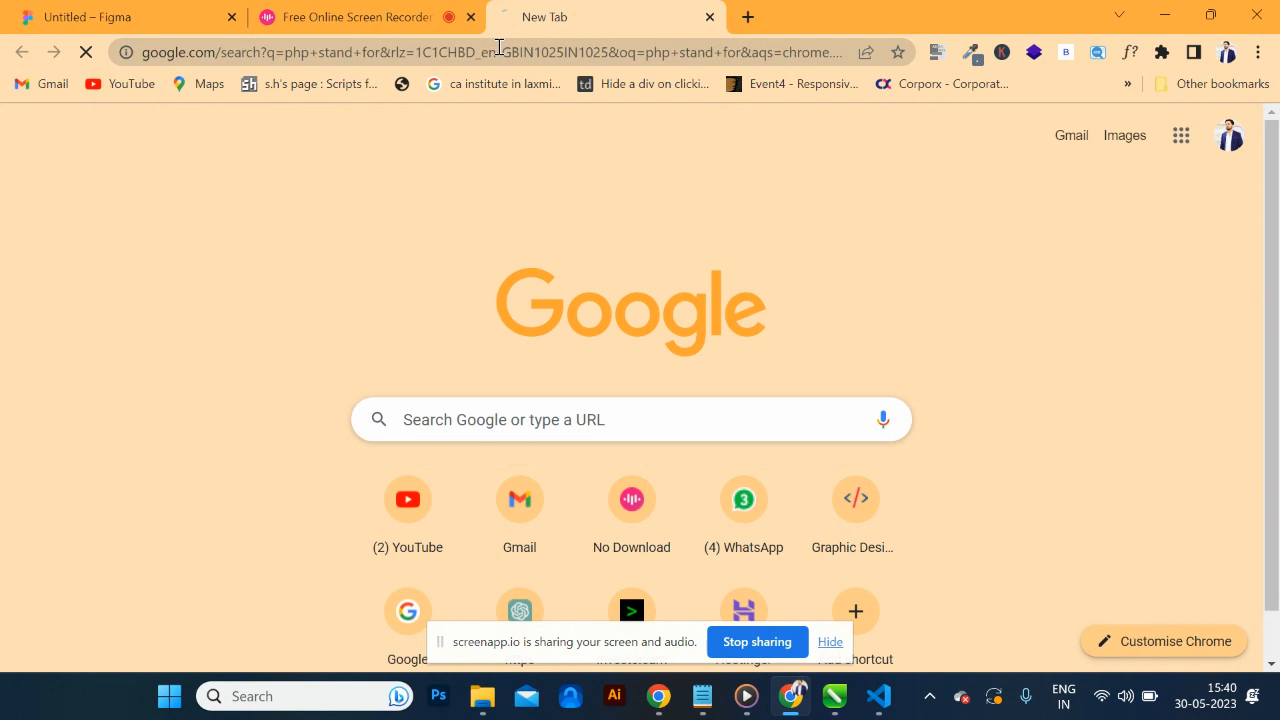 Untitled – Figma
Free Online Screen Recorder
New Tab
google.com/search?q=php+stand+for&rlz=1C1CHBD_en-GBIN1025IN1025&oq=php+stand+for&aqs=chrome....
Gmail
YouTube
Maps
s.h's page : Scripts f...
ca institute in laxmi...
Hide a div on clicki...
Event4 - Responsiv...
Corporx – Corporat...
»
Other bookmarks
Gmail
Images
Google
Search Google or type a URL
(2) YouTube
Gmail
No Download
(4) WhatsApp
Graphic Desi...
Google
Add shortcut
screenapp.io is sharing your screen and audio.
Stop sharing
Hide
Customise Chrome
Search
Ps
Ai
ENG
IN
15:40
30-05-2023